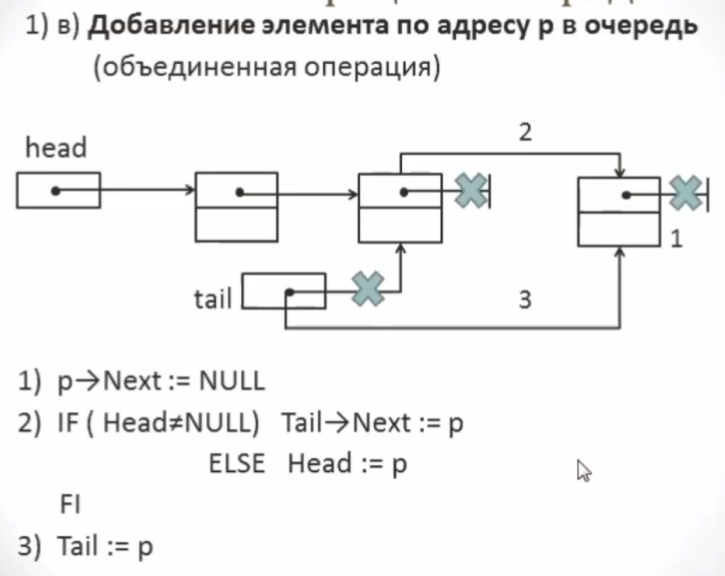 1) в) Добавление элемента по адресу p в очередь
(объединенная операция)
2
head
1
tail
3
1) p→Next := NULL
2) IF ( Head≠NULL) Tail→Next := p
ELSE Head := p
FI
3) Tail := p